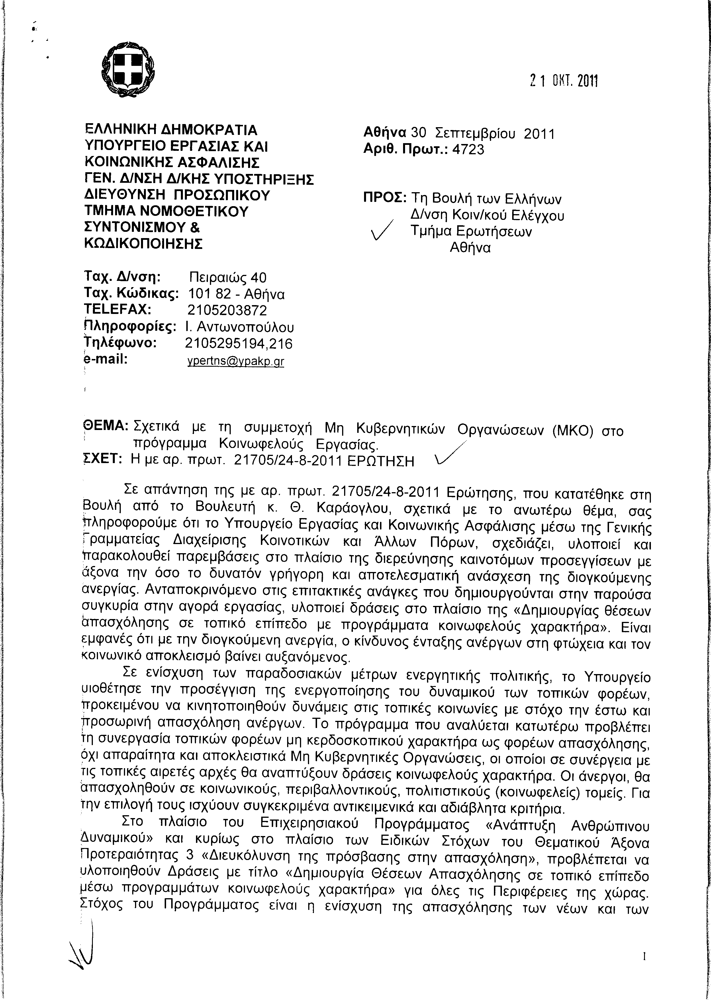 21 ΟΚΤ. 2011
ΕΛΛΗΝΙΚΗ ΔΗΜΟΚΡΑΤΙΑ
ΥΠΟΥΡΓΕΙΟ ΕΡΓΑΣΙΑΣ ΚΑΙ
ΚΟΙΝΩΝΙΚΗΣ ΑΣΦΑΛΙΣΗΣ
ΓΕΝ. Δ/ΝΣΗ Δ/ΚΗΣ ΥΠΟΣΤΗΡΙΞΗΣ
ΔΙΕΥΘΥΝΣΗ ΠΡΟΣΩΠΙΚΟΥ
ΤΜΗΜΑ ΝΟΜΟΘΕΤΙΚΟΥ
ΣΥΝΤΟΝΙΣΜΟΥ &
ΚΩΔΙΚΟΠΟΙΗΣΗΣ
Αθήνα 30 Σεπτεμβρίου 2011
Αριθ. Πρωτ.: 4723
ΠΡΟΣ: Τη Βουλή των Ελλήνων
Δ/νση Κοιν/κού Ελέγχου
Τμήμα Ερωτήσεων
Αθήνα
Ταχ. Δ/νση: Πειραιώς 40
Ταχ. Κώδικας: 101 82 - Αθήνα
TELEFAX: 2105203872
Πληροφορίες: Ι. Αντωνοπούλου
Τηλέφωνο: 2105295194,216
e-mail: ypertns@ypakp.gr
ΘΕΜΑ: Σχετικά με τη συμμετοχή Μη Κυβερνητικών Οργανώσεων (ΜΚΟ) στο
πρόγραμμα Κοινωφελούς Εργασίας.
ΣΧΕΤ: Η με αρ. πρωτ. 21705/24-8-2011 ΕΡΩΤΗΣΗ
Σε απάντηση της με αρ. πρωτ. 21705/24-8-2011 Ερώτησης, που κατατέθηκε στη
Βουλή από το Βουλευτή κ. Θ. Καράογλου, σχετικά με το ανωτέρω θέμα, σας
πληροφορούμε ότι το Υπουργείο Εργασίας και Κοινωνικής Ασφάλισης μέσω της Γενικής
Γραμματείας Διαχείρισης Κοινοτικών και Άλλων Πόρων, σχεδιάζει, υλοποιεί και
παρακολουθεί παρεμβάσεις στο πλαίσιο της διερεύνησης καινοτόμων προσεγγίσεων με
άξονα την όσο το δυνατόν γρήγορη και αποτελεσματική ανάσχεση της διογκούμενης
ανεργίας. Ανταποκρινόμενο στις επιτακτικές ανάγκες που δημιουργούνται στην παρούσα
συγκυρία στην αγορά εργασίας, υλοποιεί δράσεις στο πλαίσιο της «Δημιουργίας θέσεων
απασχόλησης σε τοπικό επίπεδο με προγράμματα κοινωφελούς χαρακτήρα». Είναι
εμφανές ότι με την διογκούμενη ανεργία, ο κίνδυνος ένταξης ανέργων στη φτώχεια και τον
κοινωνικό αποκλεισμό βαίνει αυξανόμενος.
Σε ενίσχυση των παραδοσιακών μέτρων ενεργητικής πολιτικής, το Υπουργείο
υιοθέτησε την προσέγγιση της ενεργοποίησης του δυναμικού των τοπικών φορέων,
προκειμένου να κινητοποιηθούν δυνάμεις στις τοπικές κοινωνίες με στόχο την έστω και
προσωρινή απασχόληση ανέργων. Το πρόγραμμα που αναλύεται κατωτέρω προβλέπει
τη συνεργασία τοπικών φορέων μη κερδοσκοπικού χαρακτήρα ως φορέων απασχόλησης,
όχι απαραίτητα και αποκλειστικά Μη Κυβερνητικές Οργανώσεις, οι οποίοι σε συνέργεια με
τις τοπικές αιρετές αρχές θα αναπτύξουν δράσεις κοινωφελούς χαρακτήρα. Οι άνεργοι, θα
απασχοληθούν σε κοινωνικούς, περιβαλλοντικούς, πολιτιστικούς (κοινωφελείς) τομείς. Για
την επιλογή τους ισχύουν συγκεκριμένα αντικειμενικά και αδιάβλητα κριτήρια.
Στο πλαίσιο του Επιχειρησιακού Προγράμματος «Ανάπτυξη Ανθρώπινου
Δυναμικού» και κυρίως στο πλαίσιο των Ειδικών Στόχων του Θεματικού Άξονα
Προτεραιότητας 3 «Διευκόλυνση της πρόσβασης στην απασχόληση», προβλέπεται να
υλοποιηθούν Δράσεις με τίτλο «Δημιουργία Θέσεων Απασχόλησης σε τοπικό επίπεδο
μέσω προγραμμάτων κοινωφελούς χαρακτήρα» για όλες τις Περιφέρειες της χώρας.
Στόχος του Προγράμματος είναι η ενίσχυση της απασχόλησης των νέων και των
1